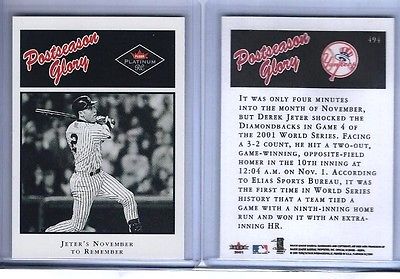 Postseason
Glory
FLEER
PLATINUM
2
JETER'S NOVEMBER
TO REMEMBER
Postseason
Glory
Yankees
494
IT WAS ONLY FOUR MINUTES
INTO THE MONTH OF NOVEMBER,
BUT DEREK JETER SHOCKED THE
DIAMONDBACKS IN GAME 4 OF
THE 2001 WORLD SERIES. FACING
A 3-2 COUNT, HE HIT A TWO-OUT,
GAME-WINNING, OPPOSITE-FIELD
HOMER IN THE 10TH INNING AT
12:04 A.M. ON NOV. 1. ACCORDING
TO ELIAS SPORTS BUREAU, IT
WAS THE FIRST TIME IN WORLD SERIES
HISTORY THAT A TEAM TIED A
GAME WITH A NINTH-INNING HOME
RUN AND WON IT WITH AN EXTRA-
INNING HR.